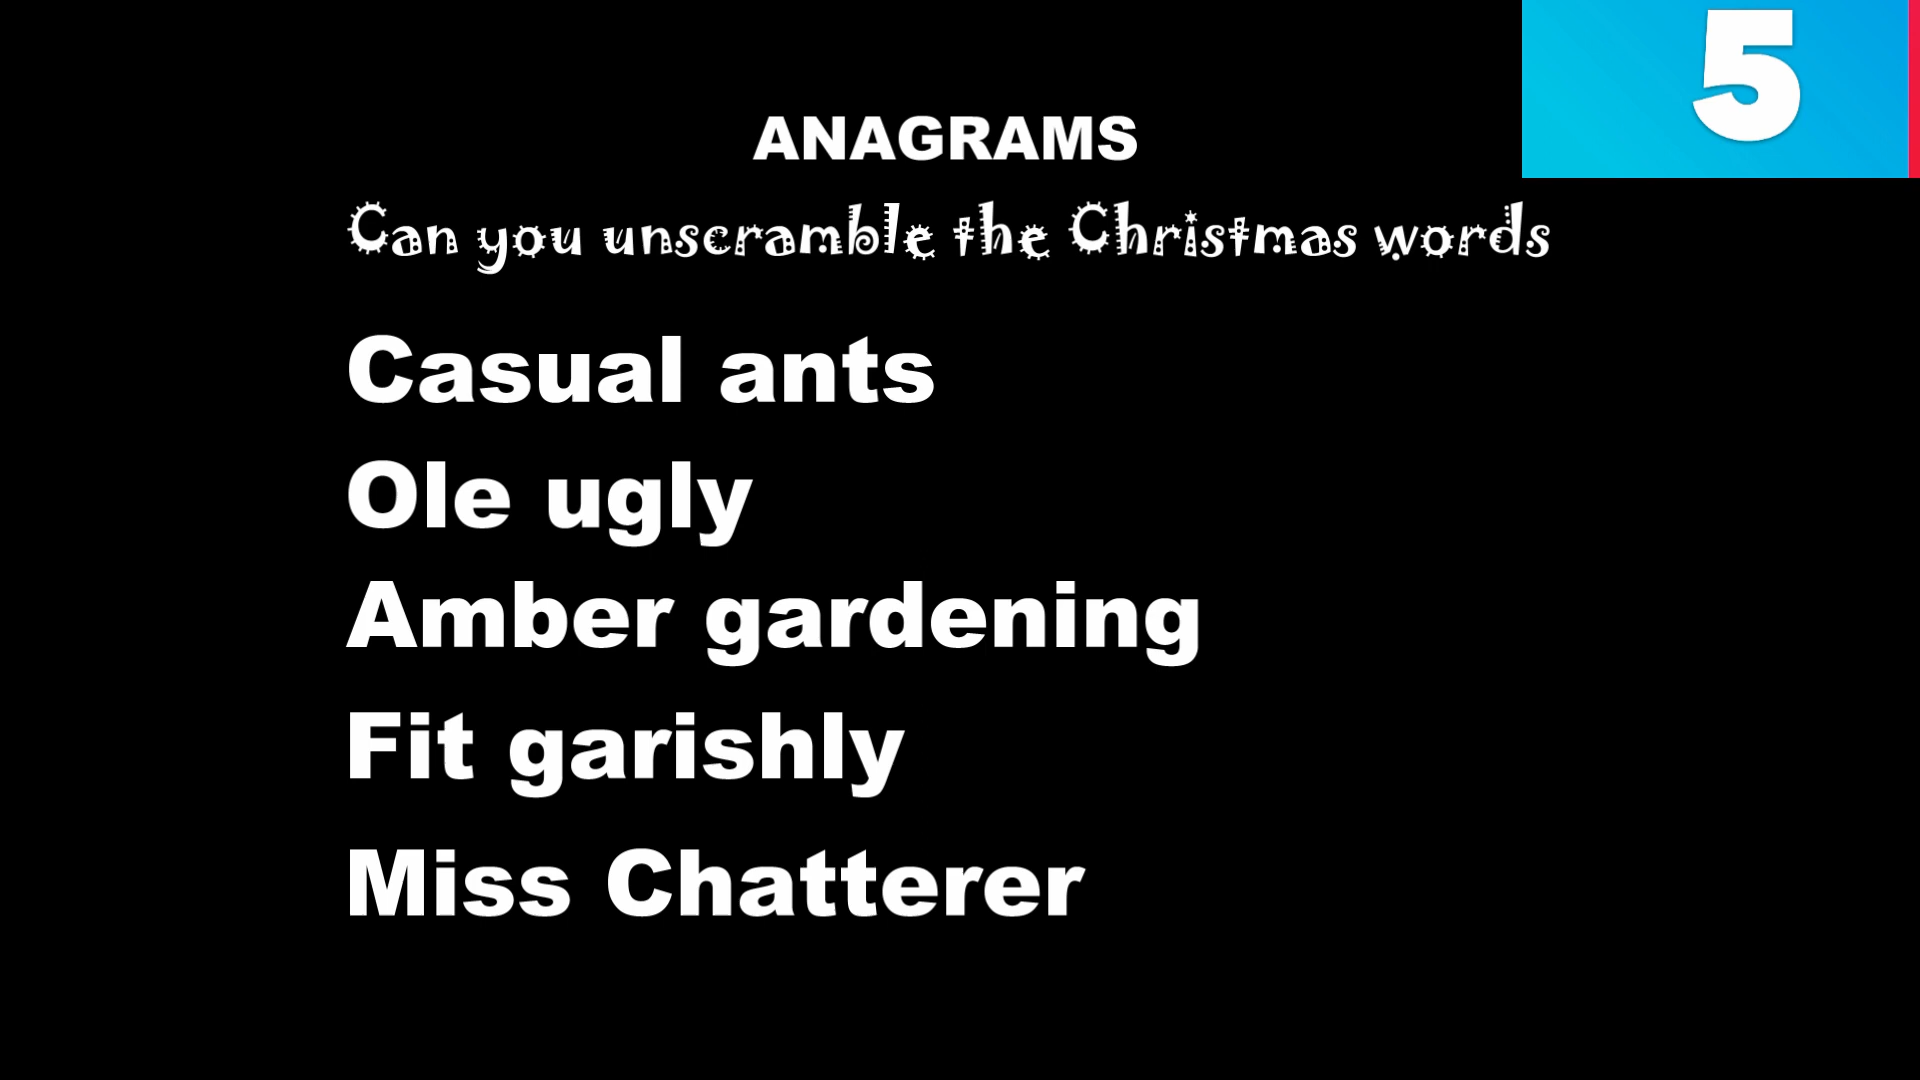 5
ANAGRAMS
Can you unscramble the Christmas words
Casual ants
Ole ugly
Amber gardening
Fit garishly
Miss Chatterer